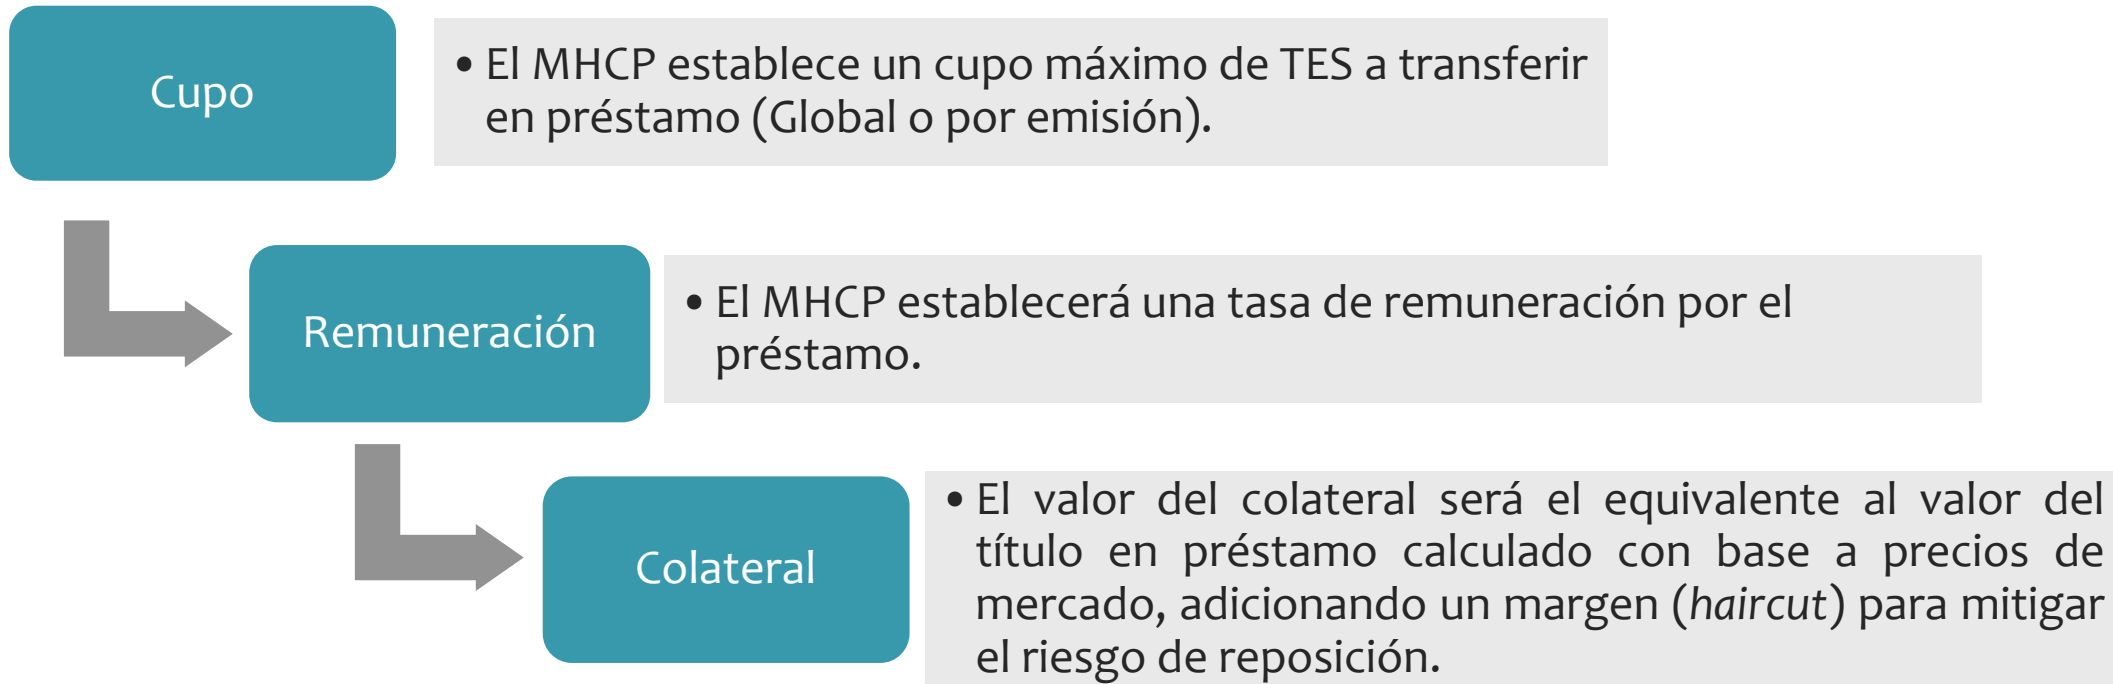 Cupo
• El MHCP establece un cupo máximo de TES a transferir
en préstamo (Global o por emisión).
Remuneración
• El MHCP establecerá una tasa de remuneración por el
préstamo.
Colateral
• El valor del colateral será el equivalente al valor del
título en préstamo calculado con base a precios de
mercado, adicionando un margen (haircut) para mitigar
el riesgo de reposición.